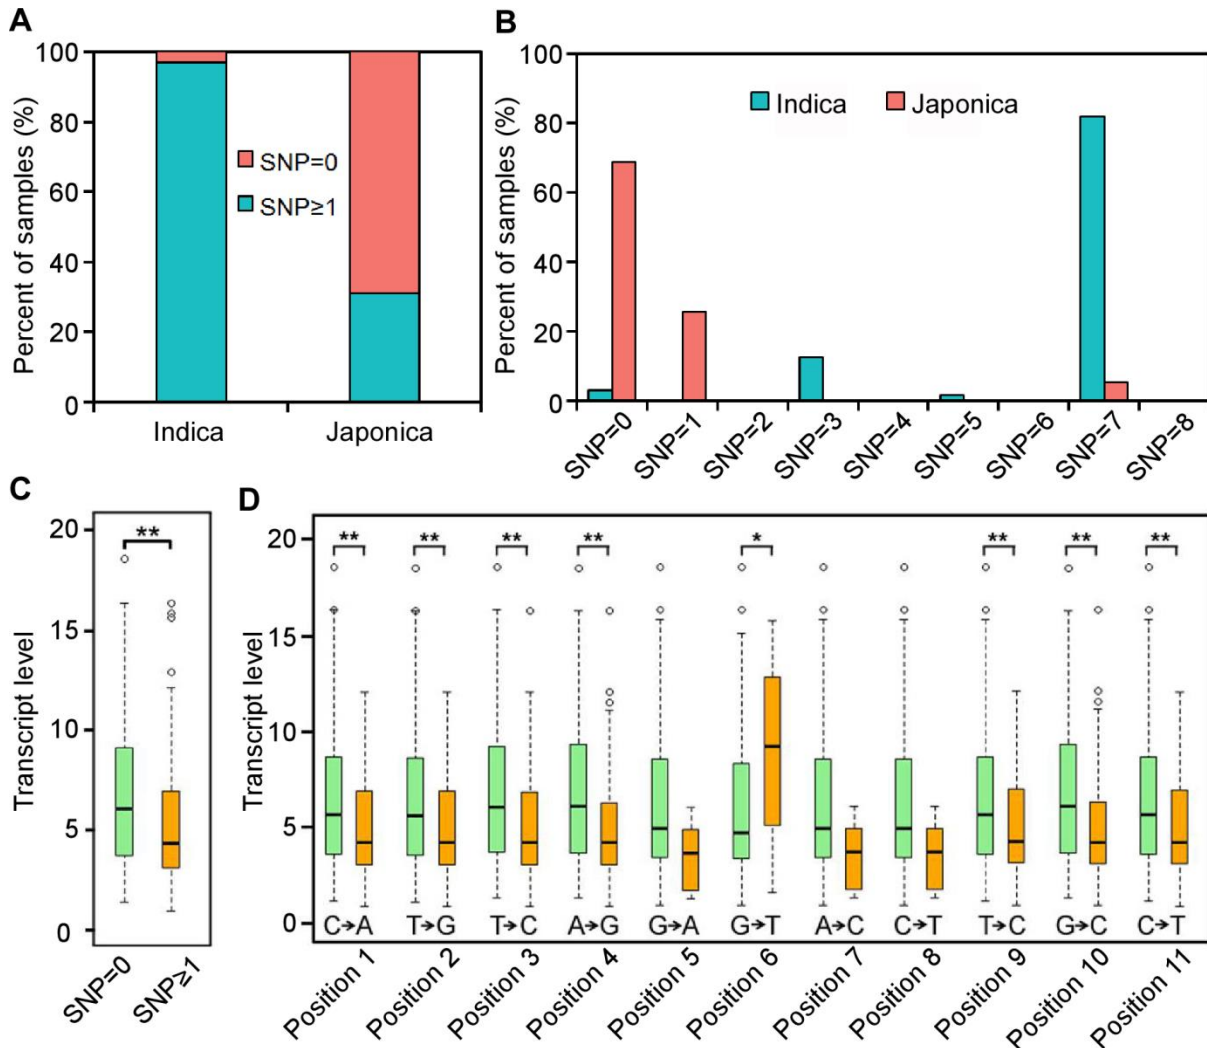 A
Percent of samples (%)
100
80
60
40
20
0
SNP=0
SNP≥1
Indica
Japonica
B
Percent of samples (%)
100
80
60
40
20
0
Indica
Japonica
SNP=0
SNP=1
SNP=2
SNP=3
SNP=4
SNP=5
SNP=6
SNP=7
SNP=8
C
Transcript level
20
15
10
5
0
**
SNP=0
SNP≥1
D
Transcript level
20
15
10
5
0
** ** ** ** * ** ** **
C→A T→G T→C A→G G→A G→T A→C C→T T→C G→C C→T
Position 1
Position 2
Position 3
Position 4
Position 5
Position 6
Position 7
Position 8
Position 9
Position 10
Position 11